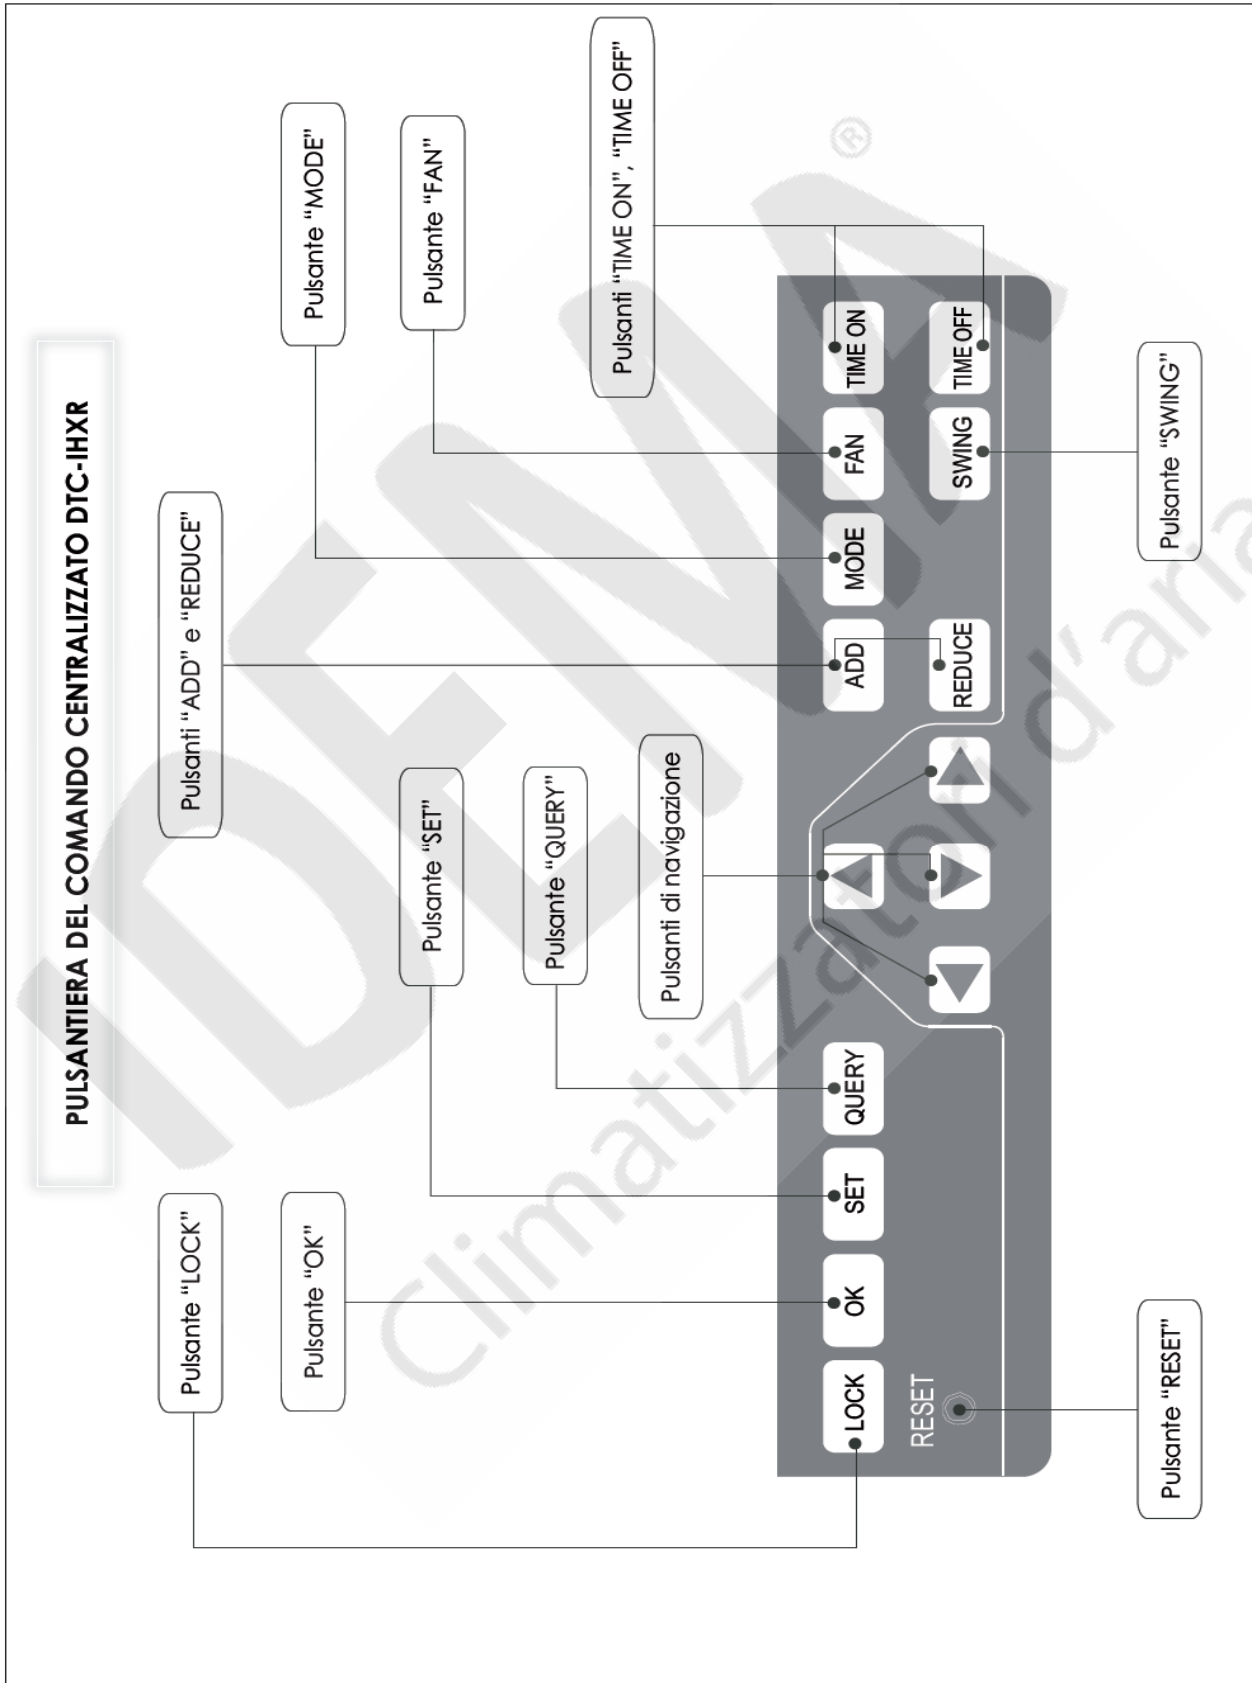 PULSANTIERA DEL COMANDO CENTRALIZZATO DTC-IHXR
Pulsante “LOCK”
Pulsanti “ADD” e “REDUCE”
Pulsante “OK”
Pulsante “MODE”
Pulsante “SET”
Pulsante “FAN”
Pulsante “QUERY”
Pulsanti di navigazione
Pulsanti “TIME ON”, “TIME OFF”
LOCK
OK
SET
QUERY
ADD
MODE
FAN
TIME ON
RESET
REDUCE
SWING
TIME OFF
Pulsante “RESET”
Pulsante “SWING”
IDEMA®
Climatizzatori d’aria